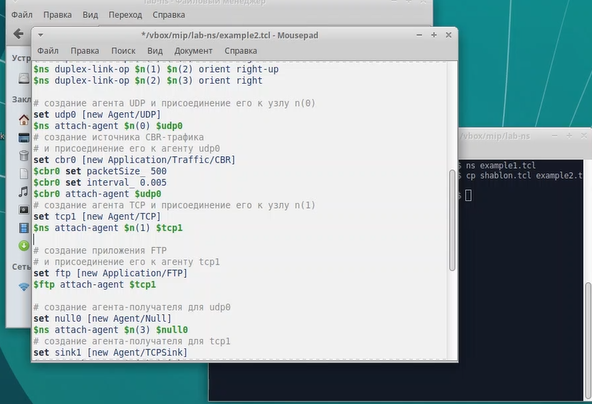 Файл Правка Вид Переход Справка
*/vbox/mip/lab-ns/example2.tcl - Mousepad
Файл Правка Поиск Вид Документ Справка
$ns duplex-link-op $n(1) $n(2) orient right-up
$ns duplex-link-op $n(2) $n(3) orient right
# создание агента UDP и присоединение его к узлу n(0)
set udp0 [new Agent/UDP]
$ns attach-agent $n(0) $udp0
# создание источника CBR-трафика
# и присоединение его к агенту udp0
set cbr0 [new Application/Traffic/CBR]
$cbr0 set packetSize_ 500
$cbr0 set interval_ 0.005
$cbr0 attach-agent $udp0
# создание агента TCP и присоединение его к узлу n(1)
set tcp1 [new Agent/TCP]
$ns attach-agent $n(1) $tcp1
# создание приложения FTP
# и присоединение его к агенту tcp1
set ftp [new Application/FTP]
$ftp attach-agent $tcp1
# создание агента-получателя для udp0
set null0 [new Agent/Null]
$ns attach-agent $n(3) $null0
# создание агента-получателя для tcp1
set sink1 [new Agent/TCPSink]
Устр
Закл
Сеть
vbox/mip/lab-ns
$ ns example1.tcl
$ cp shablon.tcl example2.t
$